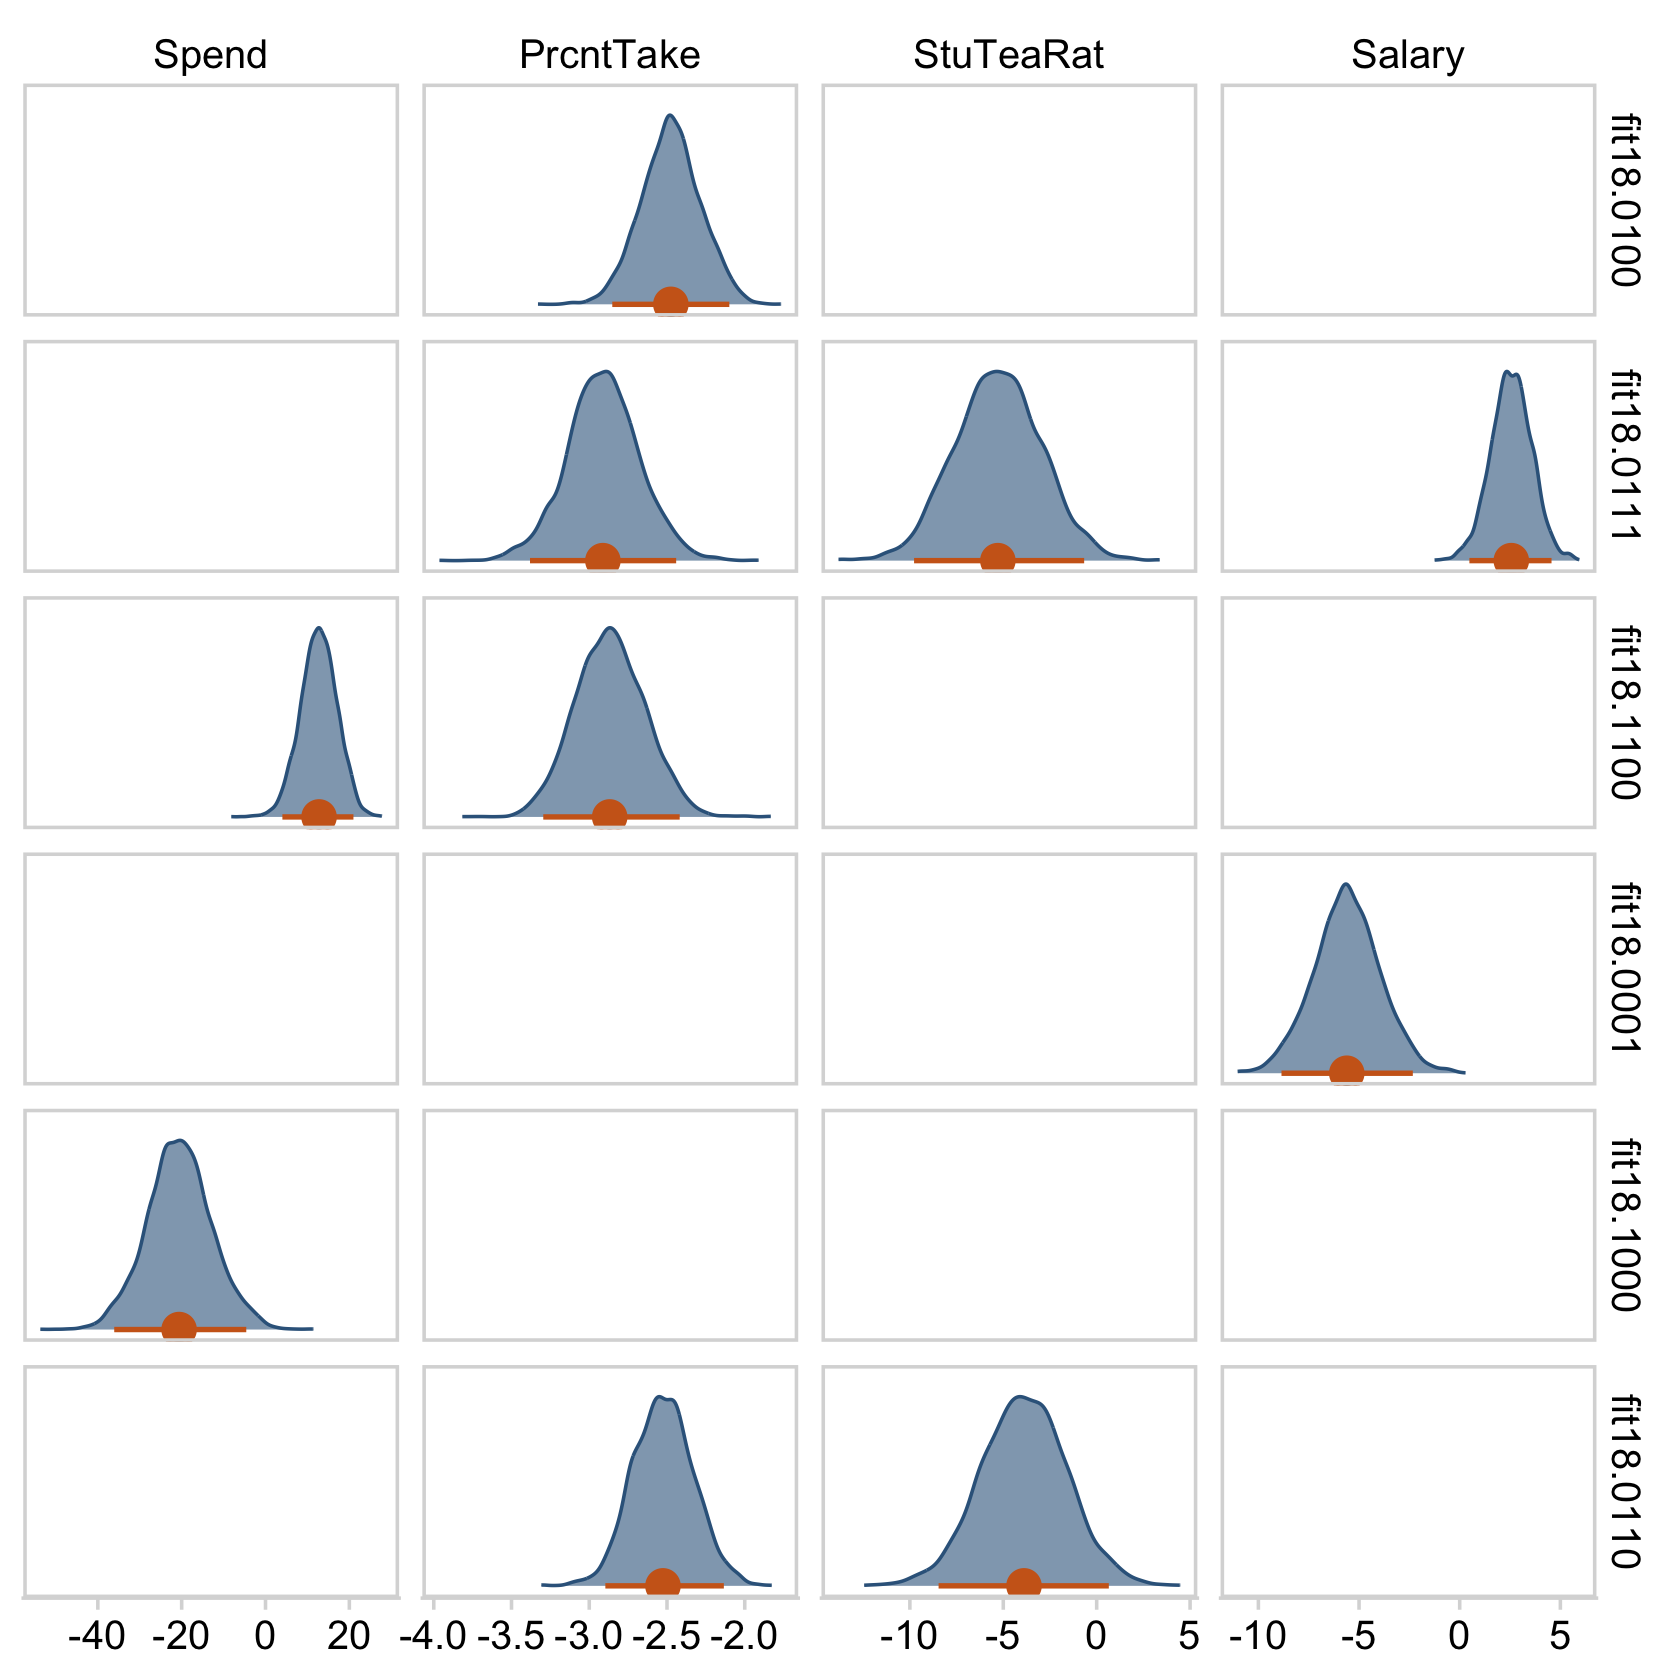 Spend PrcntTake StuTeaRat Salary
fit18.0100
fit18.0111
fit18.1100
fit18.0001
fit18.1000
fit18.0110
-40 -20 0 20 -4.0 -3.5 -3.0 -2.5 -2.0 -10 -5 0 5 -10 -5 0 5